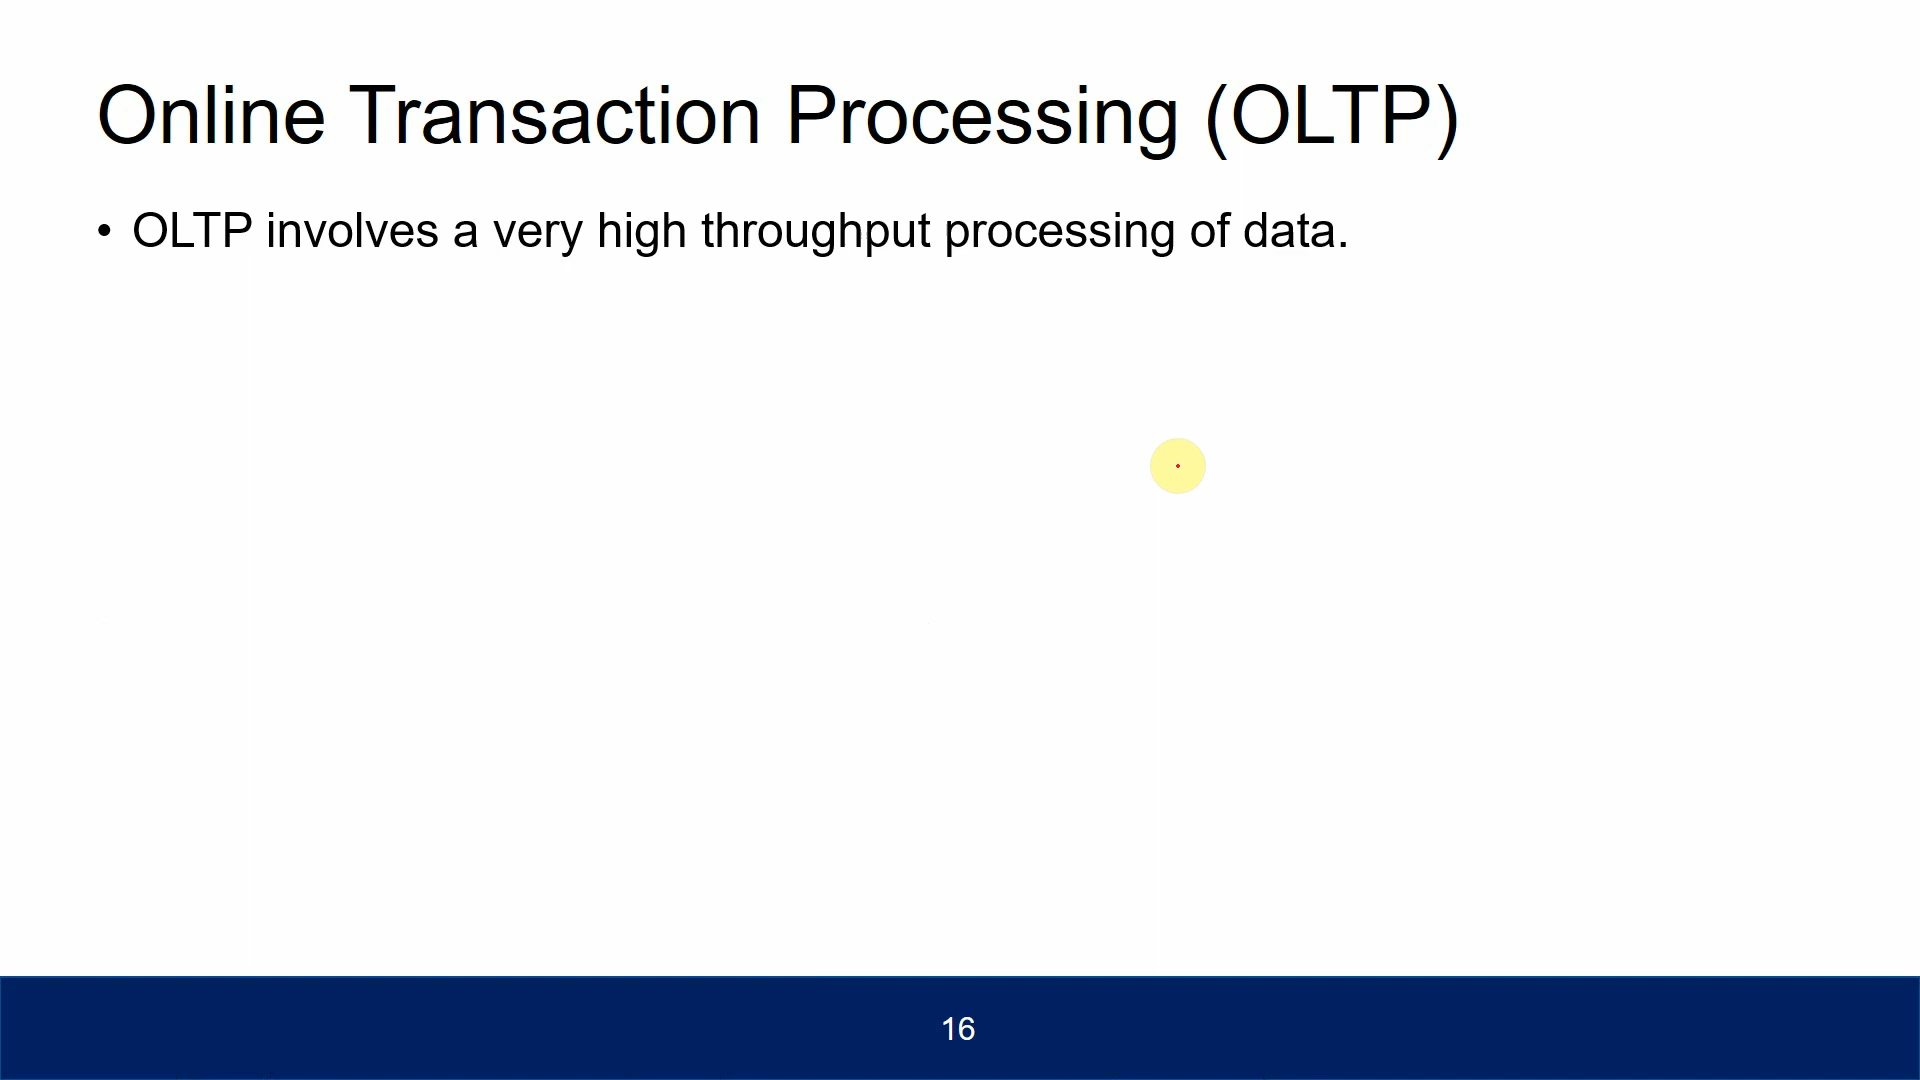 Online Transaction Processing (OLTP)
• OLTP involves a very high throughput processing of data.
16